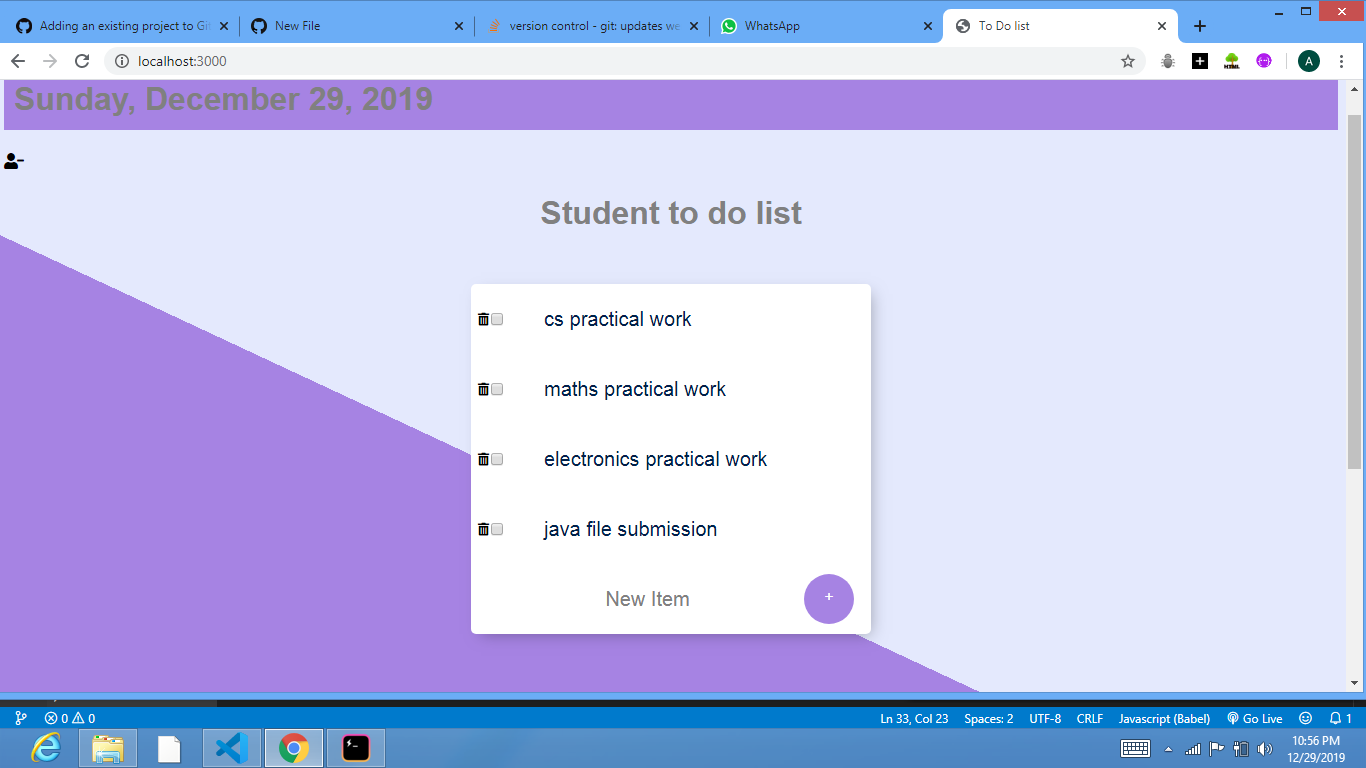 Adding an existing project to Git
New File
version control - git: updates we
WhatsApp
To Do list
localhost:3000
A
Sunday, December 29, 2019
Student to do list
cs practical work
maths practical work
electronics practical work
java file submission
New Item
+
0 0
Ln 33, Col 23
Spaces: 2
UTF-8
CRLF
Javascript (Babel)
Go Live
1
10:56 PM
12/29/2019